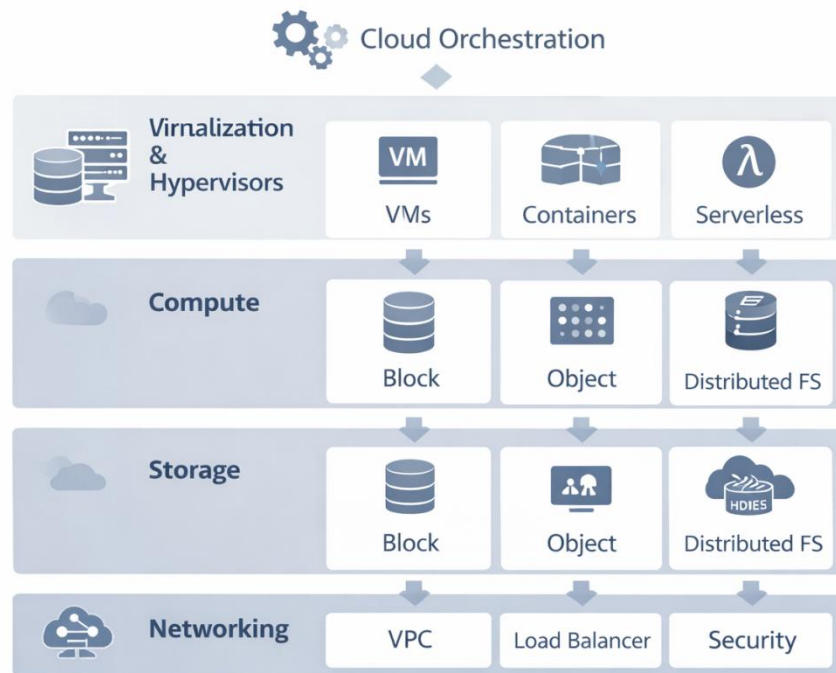 Cloud Orchestration
Virnalization
&
Hypervisors
VM
VMs
Containers
λ
Serverless
Compute
Block
Object
Distributed FS
Storage
Block
Object
HDIES
Distributed FS
Networking
VPC
Load Balancer
Security